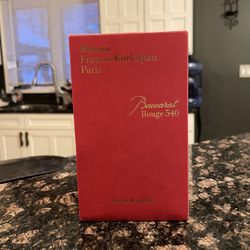 Maison
Francis Kurkdjian
Paris
Baccarat
Rouge 540